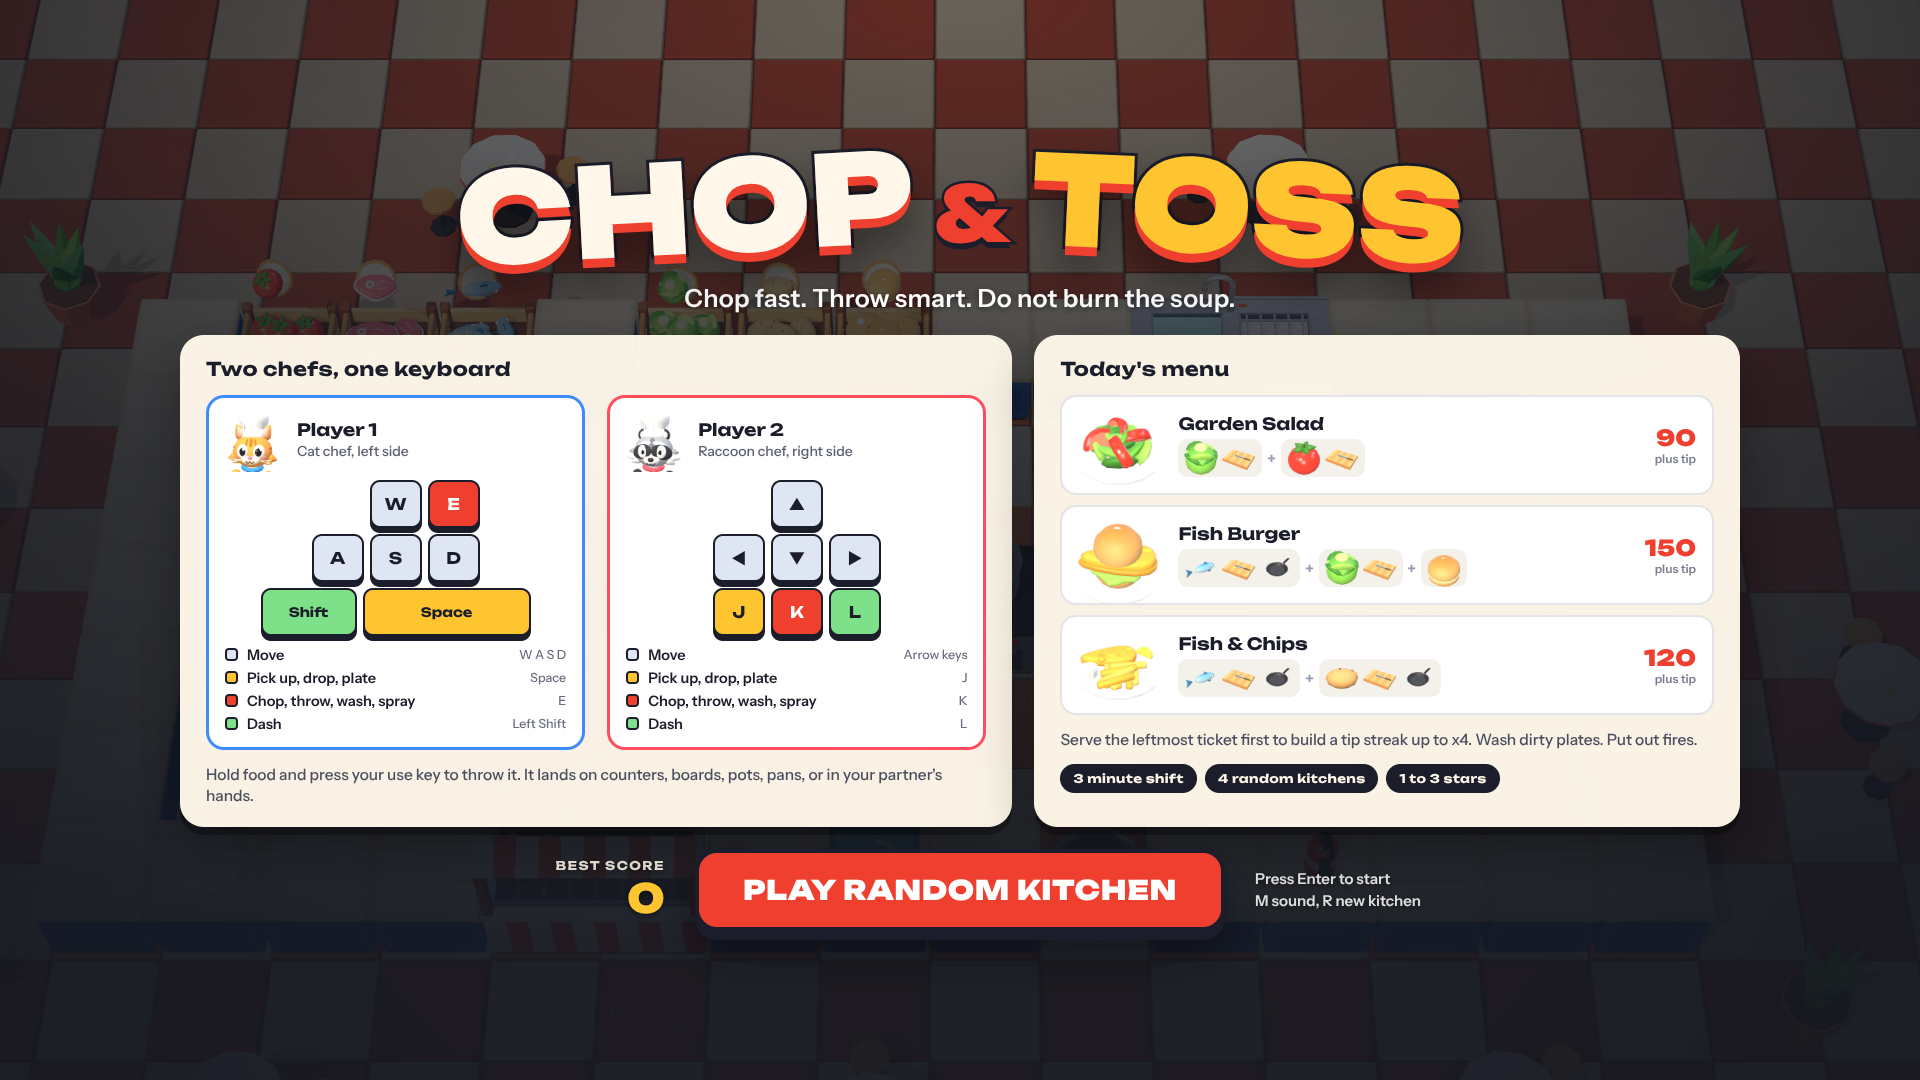 CHOP & TOSS
Chop fast. Throw smart. Do not burn the soup.
Two chefs, one keyboard
Player 1
Cat chef, left side
W E
A S D
Shift Space
Move W A S D
Pick up, drop, plate Space
Chop, throw, wash, spray E
Dash Left Shift
Player 2
Raccoon chef, right side
▲
◀ ▼ ▶
J K L
Move Arrow keys
Pick up, drop, plate J
Chop, throw, wash, spray K
Dash L
Hold food and press your use key to throw it. It lands on counters, boards, pots, pans, or in your partner's
hands.
Today's menu
Garden Salad
+
90
plus tip
Fish Burger
+ +
150
plus tip
Fish & Chips
+
120
plus tip
Serve the leftmost ticket first to build a tip streak up to x4. Wash dirty plates. Put out fires.
3 minute shift 4 random kitchens 1 to 3 stars
BEST SCORE
0
PLAY RANDOM KITCHEN
Press Enter to start
M sound, R new kitchen